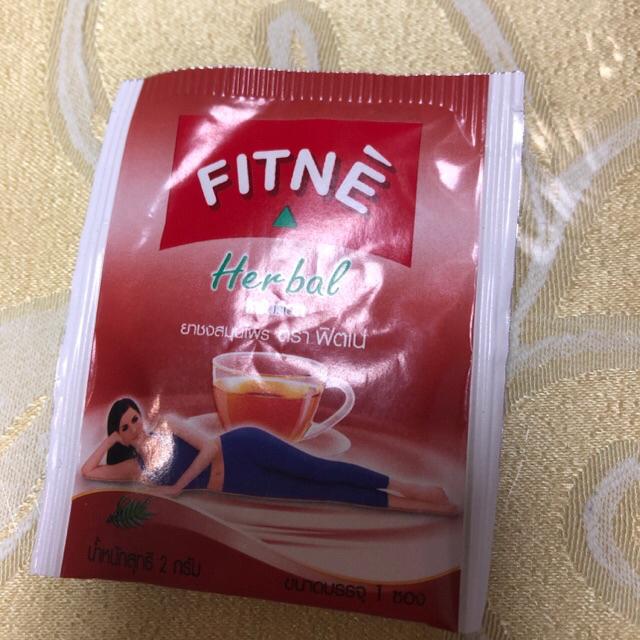 FITNÈ
Herbal
ยาชงสมุนไพร ตรา ฟิตเน่
น้ำหนักสุทธิ 2 กรัม
ขนาดบรรจุ 1 ซอง